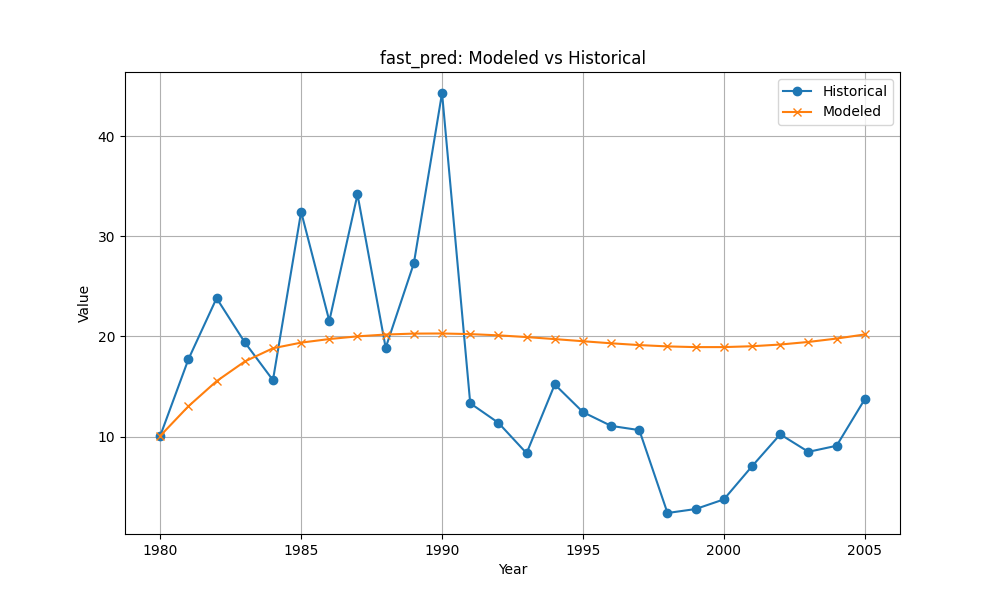 fast_pred: Modeled vs Historical
Historical
Modeled
Value
40
30
20
10
1980 1985 1990 1995 2000 2005
Year